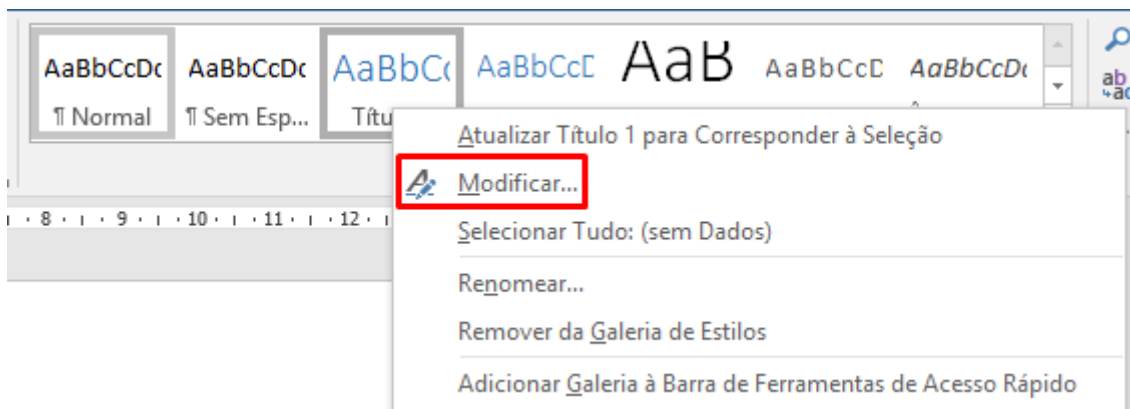 AaBbCcDc AaBbCcDc AaBbCc AaBbCcD AaB AaBbCcD AaBbCcDc
¶ Normal ¶ Sem Esp... Títu
ab
Atualizar Título 1 para Corresponder à Seleção
Modificar...
· 8 · · 9 · · 10 · · 11 · · 12 ·
Selecionar Tudo: (sem Dados)
Renomear...
Remover da Galeria de Estilos
Adicionar Galeria à Barra de Ferramentas de Acesso Rápido